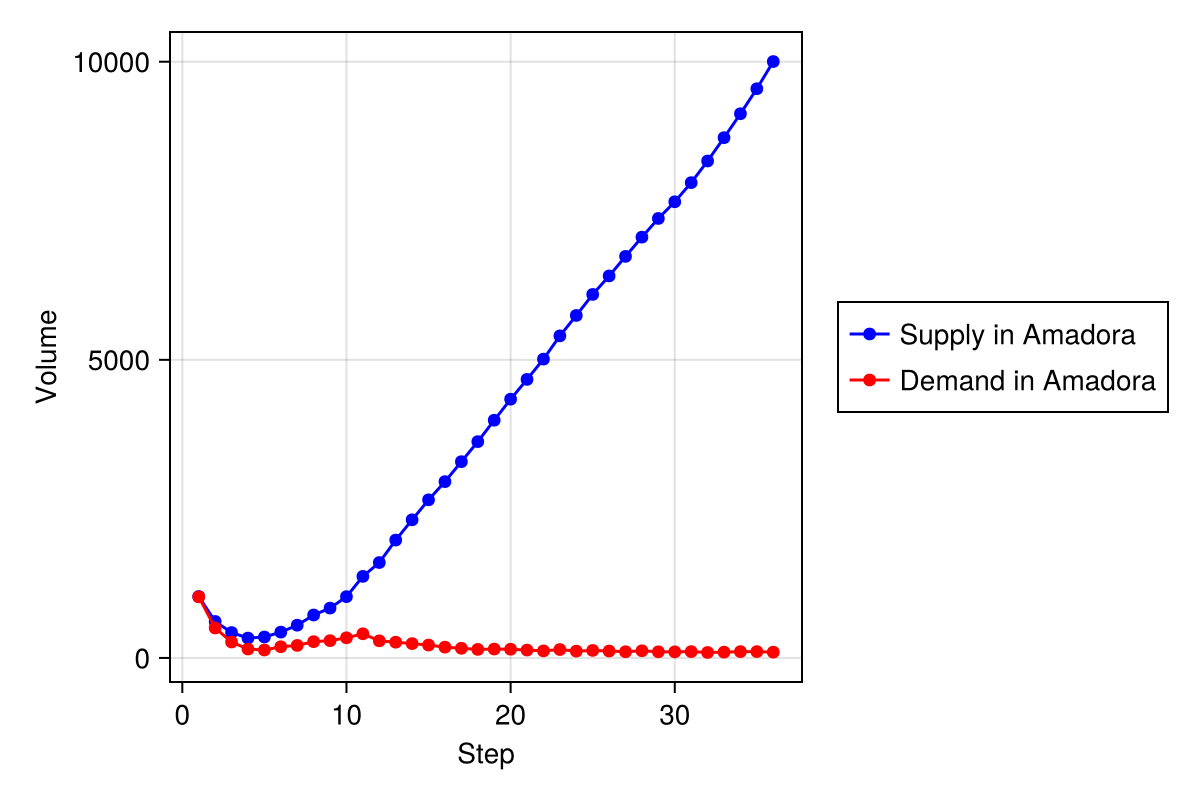 10000
5000
0
Volume
0 10 20 30
Step
Supply in Amadora
Demand in Amadora